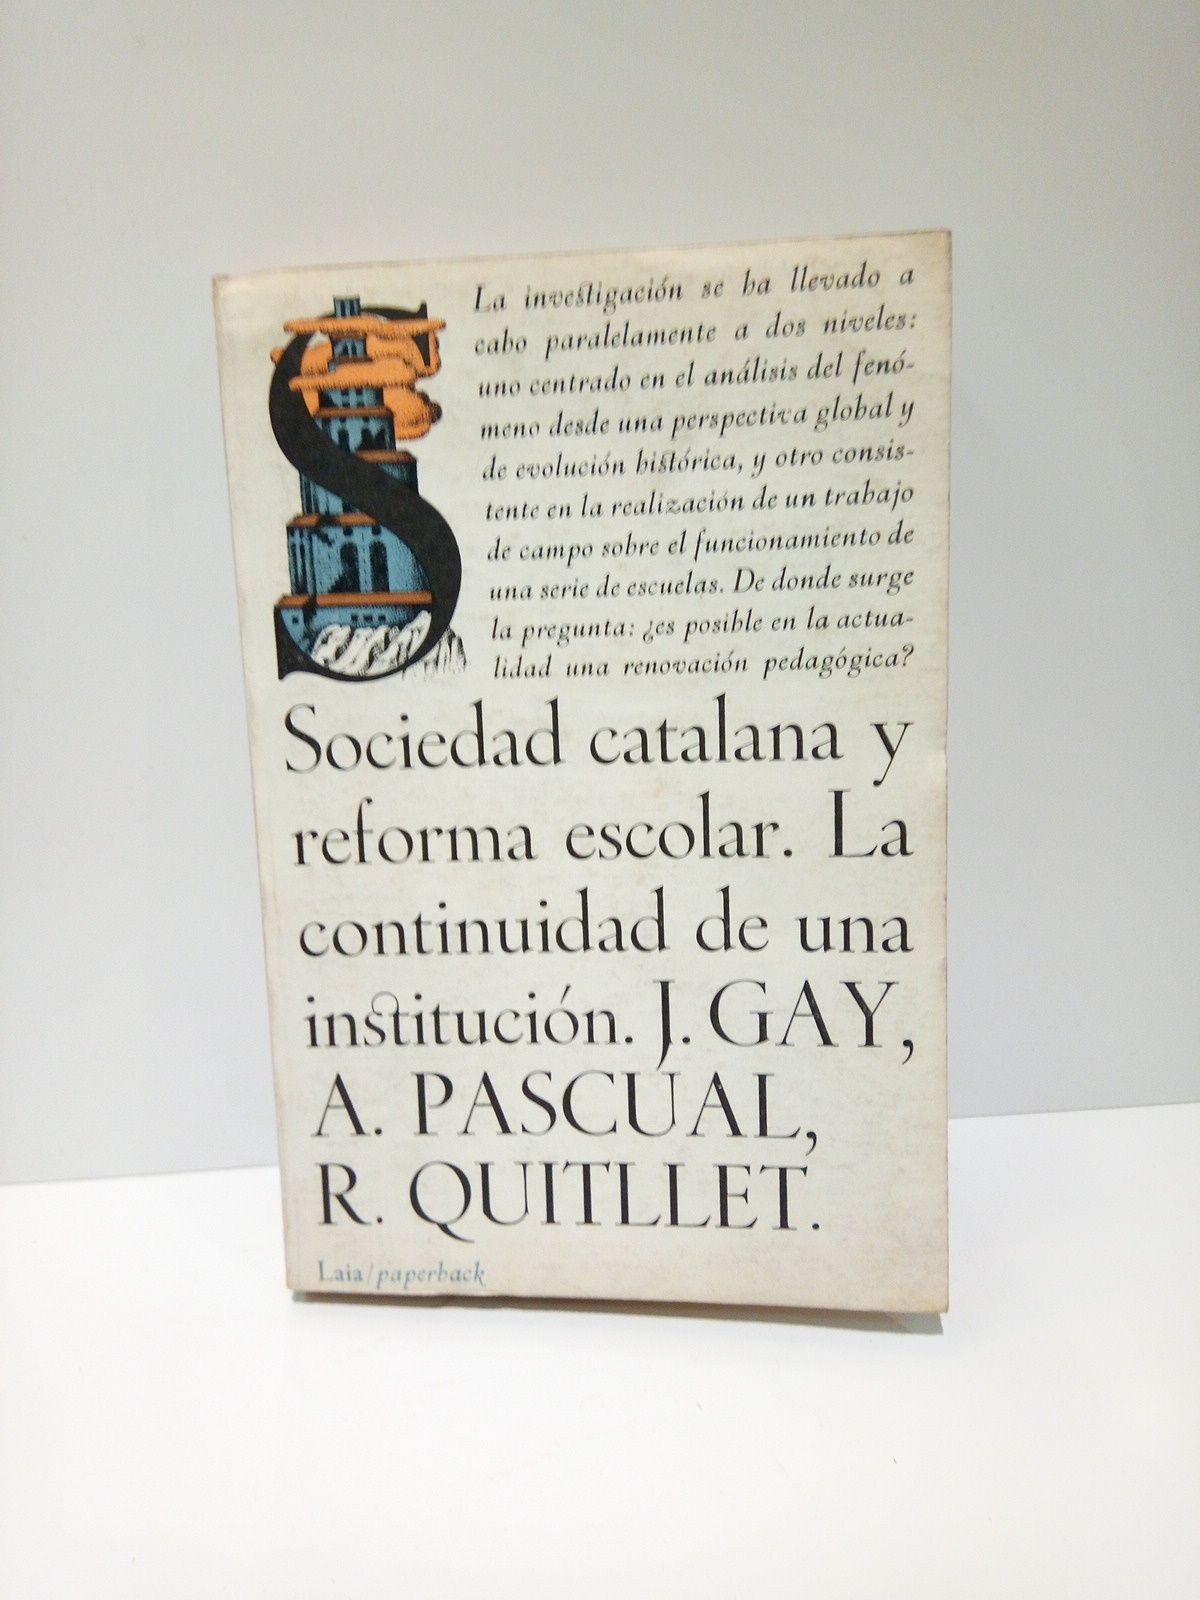 S
La investigación se ha llevado a
cabo paralelamente a dos niveles:
uno centrado en el análisis del fenó-
meno desde una perspectiva global y
de evolución histórica, y otro consis-
tente en la realización de un trabajo
de campo sobre el funcionamiento de
una serie de escuelas. De donde surge
la pregunta: ¿es posible en la actua-
lidad una renovación pedagógica?
Sociedad catalana y
reforma escolar. La
continuidad de una
institución. J. GAY,
A. PASCUAL,
R. QUITLLET.
Laia/paperback